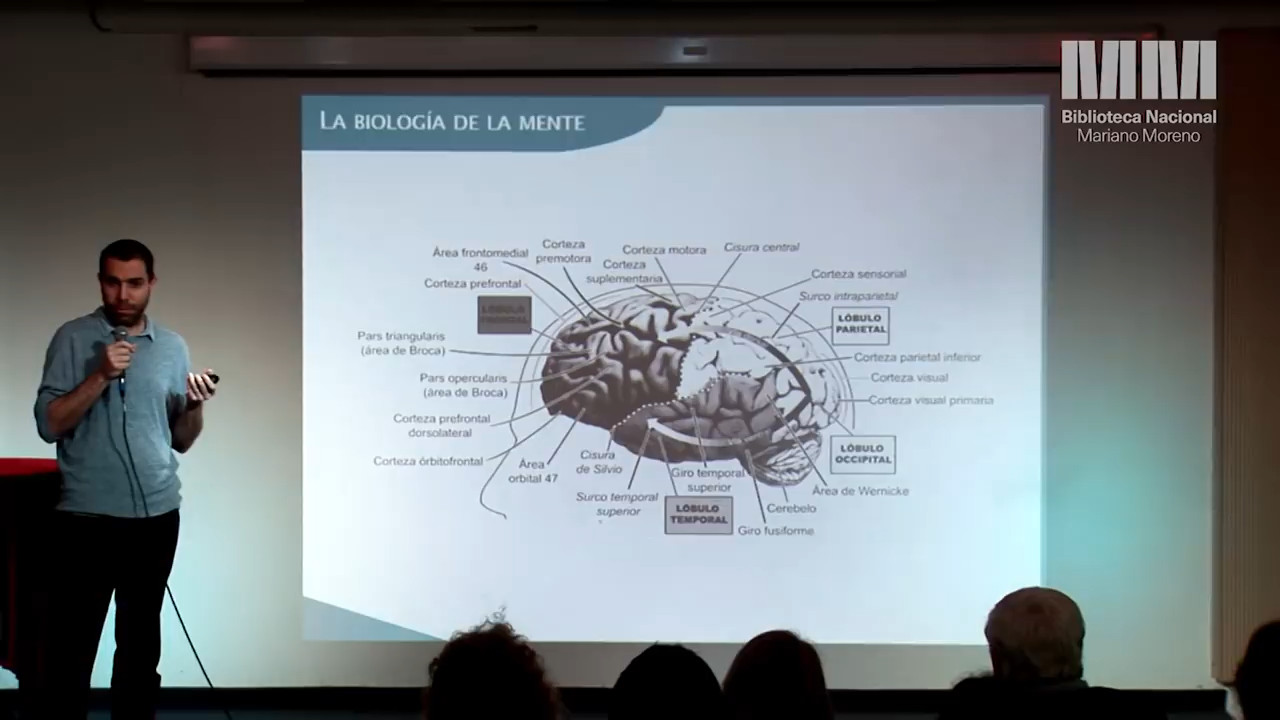 LA BIOLOGÍA DE LA MENTE
Biblioteca Nacional
Mariano Moreno
Área frontomedial
46
Corteza
premotora
Corteza motora
Cisura central
Corteza
suplementaria
Corteza prefrontal
Corteza sensorial
Surco intraparietal
LÓBULO
PARIETAL
Pars triangularis
(área de Broca)
Corteza parietal inferior
Pars opercularis
(área de Broca)
Corteza visual
Corteza visual primaria
Corteza prefrontal
dorsolateral
LÓBULO
OCCIPITAL
Corteza órbitofrontal
Área
orbital 47
Cisura
de Silvio
Giro temporal
superior
Surco temporal
superior
Área de Wernicke
LÓBULO
TEMPORAL
Cerebelo
Giro fusiforme